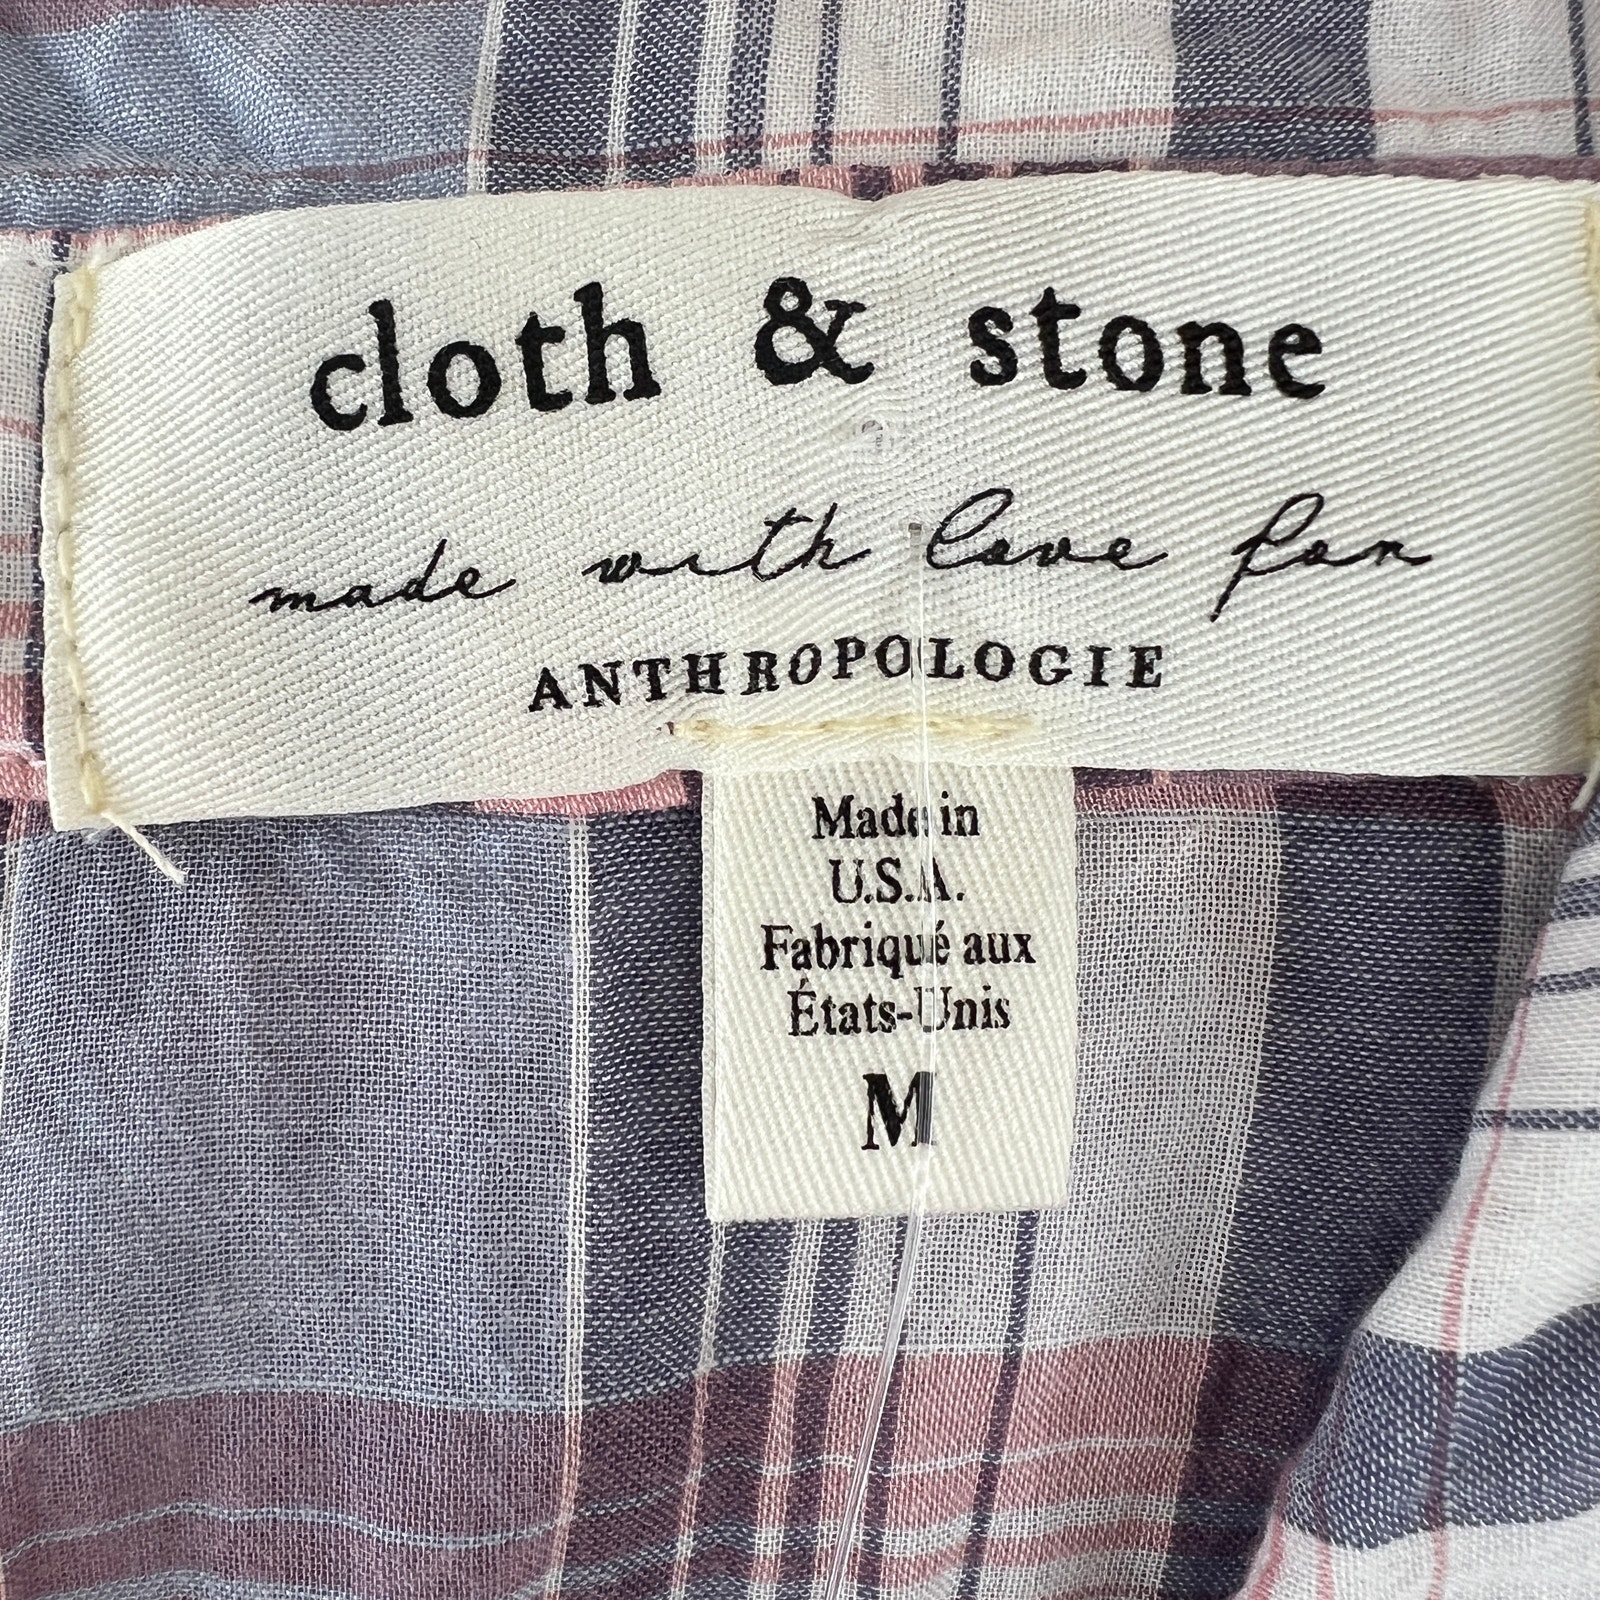 cloth & stone
made with love for
ANTHROPOLOGIE
Made in
U.S.A.
Fabriqué aux
États-Unis
M